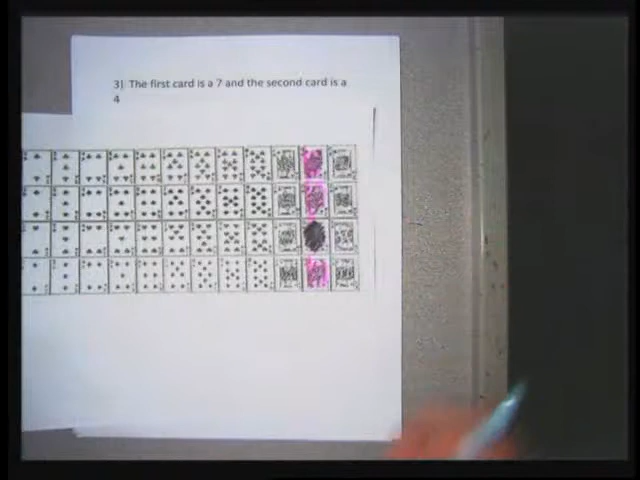 3) The first card is a 7 and the second card is a
4